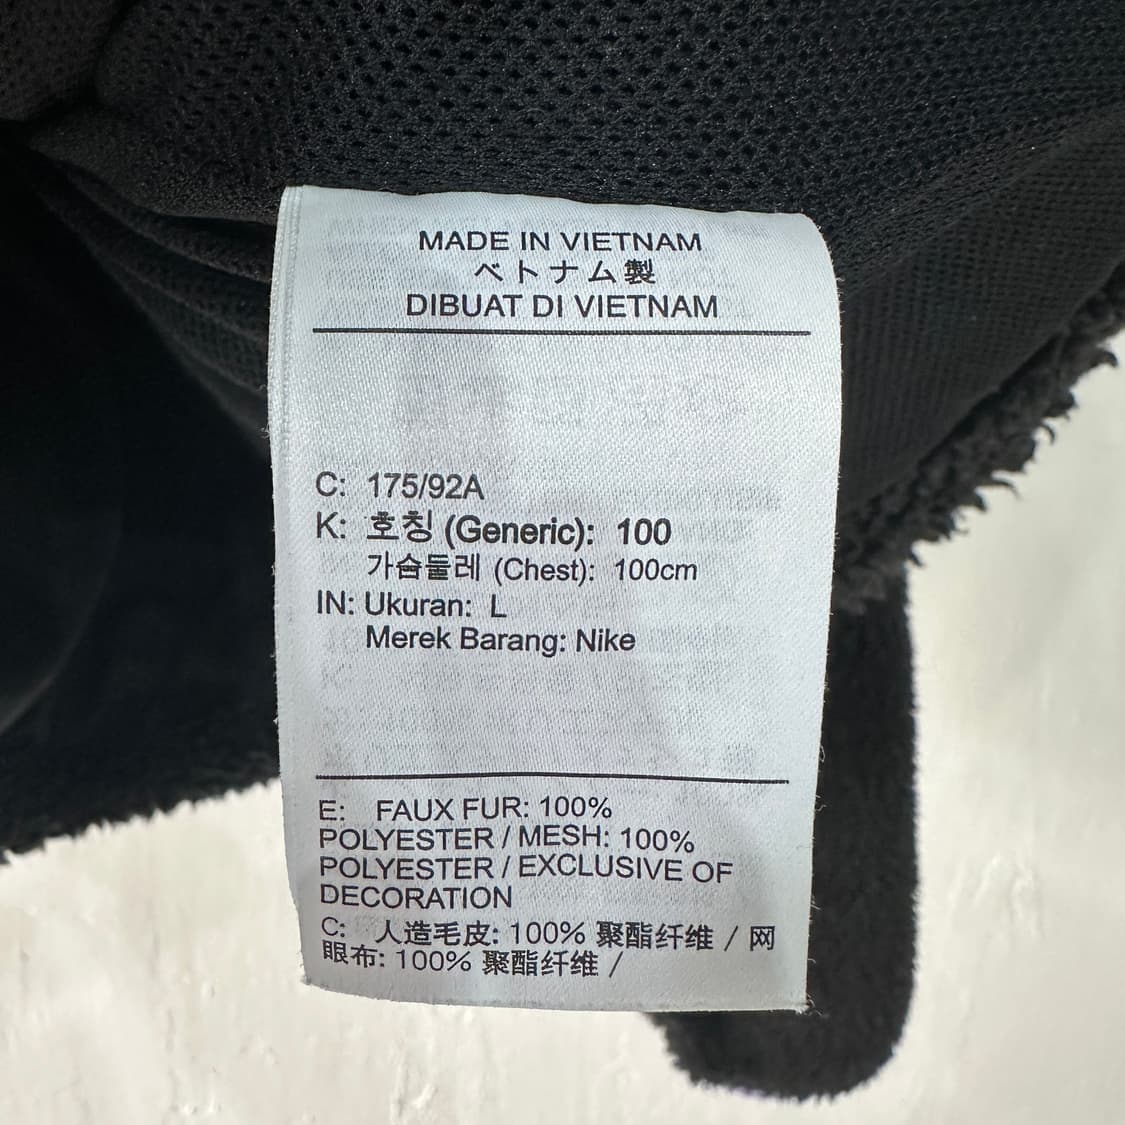 MADE IN VIETNAM
ベトナム製
DIBUAT DI VIETNAM
C: 175/92A
K: 호칭 (Generic): 100
가슴둘레 (Chest): 100cm
IN: Ukuran: L
Merek Barang: Nike
E: FAUX FUR: 100%
POLYESTER / MESH: 100%
POLYESTER / EXCLUSIVE OF
DECORATION
C: 人造毛皮: 100% 聚酯纤维 / 网
眼布: 100% 聚酯纤维 /